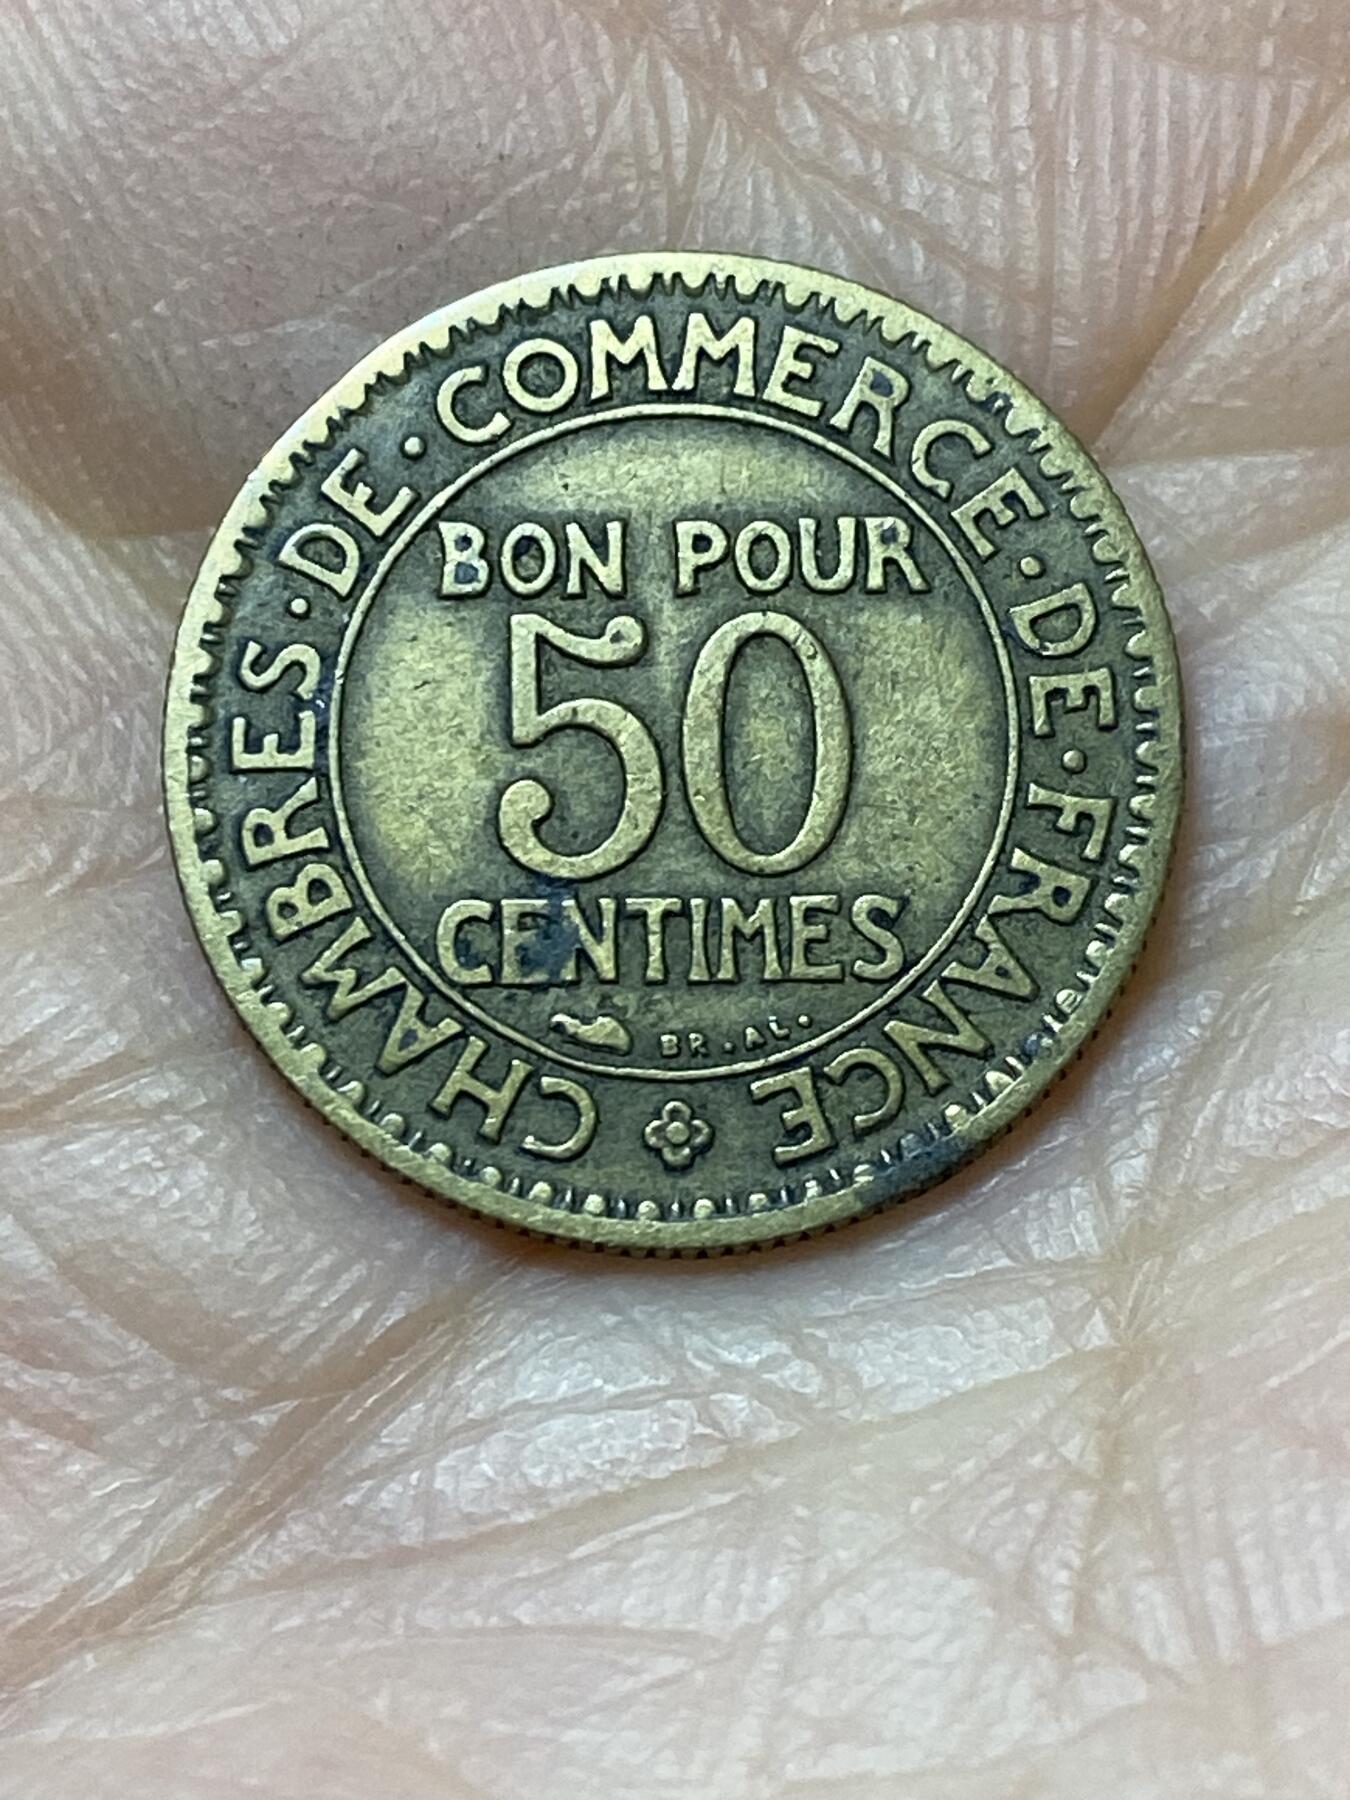 CHAMBRES · DE · COMMERCE · DE · FRANCE
BON POUR
50
CENTIMES
BR. AL.